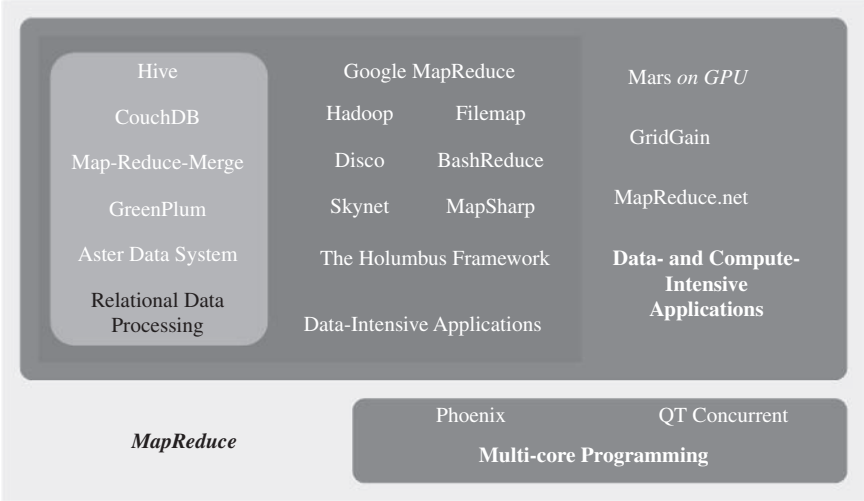 Hive
CouchDB
Map-Reduce-Merge
GreenPlum
Aster Data System
Relational Data
Processing
Google MapReduce
Hadoop Filemap
Disco BashReduce
Skynet MapSharp
The Holumbus Framework
Data-Intensive Applications
Mars on GPU
GridGain
MapReduce.net
Data- and Compute-
Intensive
Applications
MapReduce
Phoenix QT Concurrent
Multi-core Programming